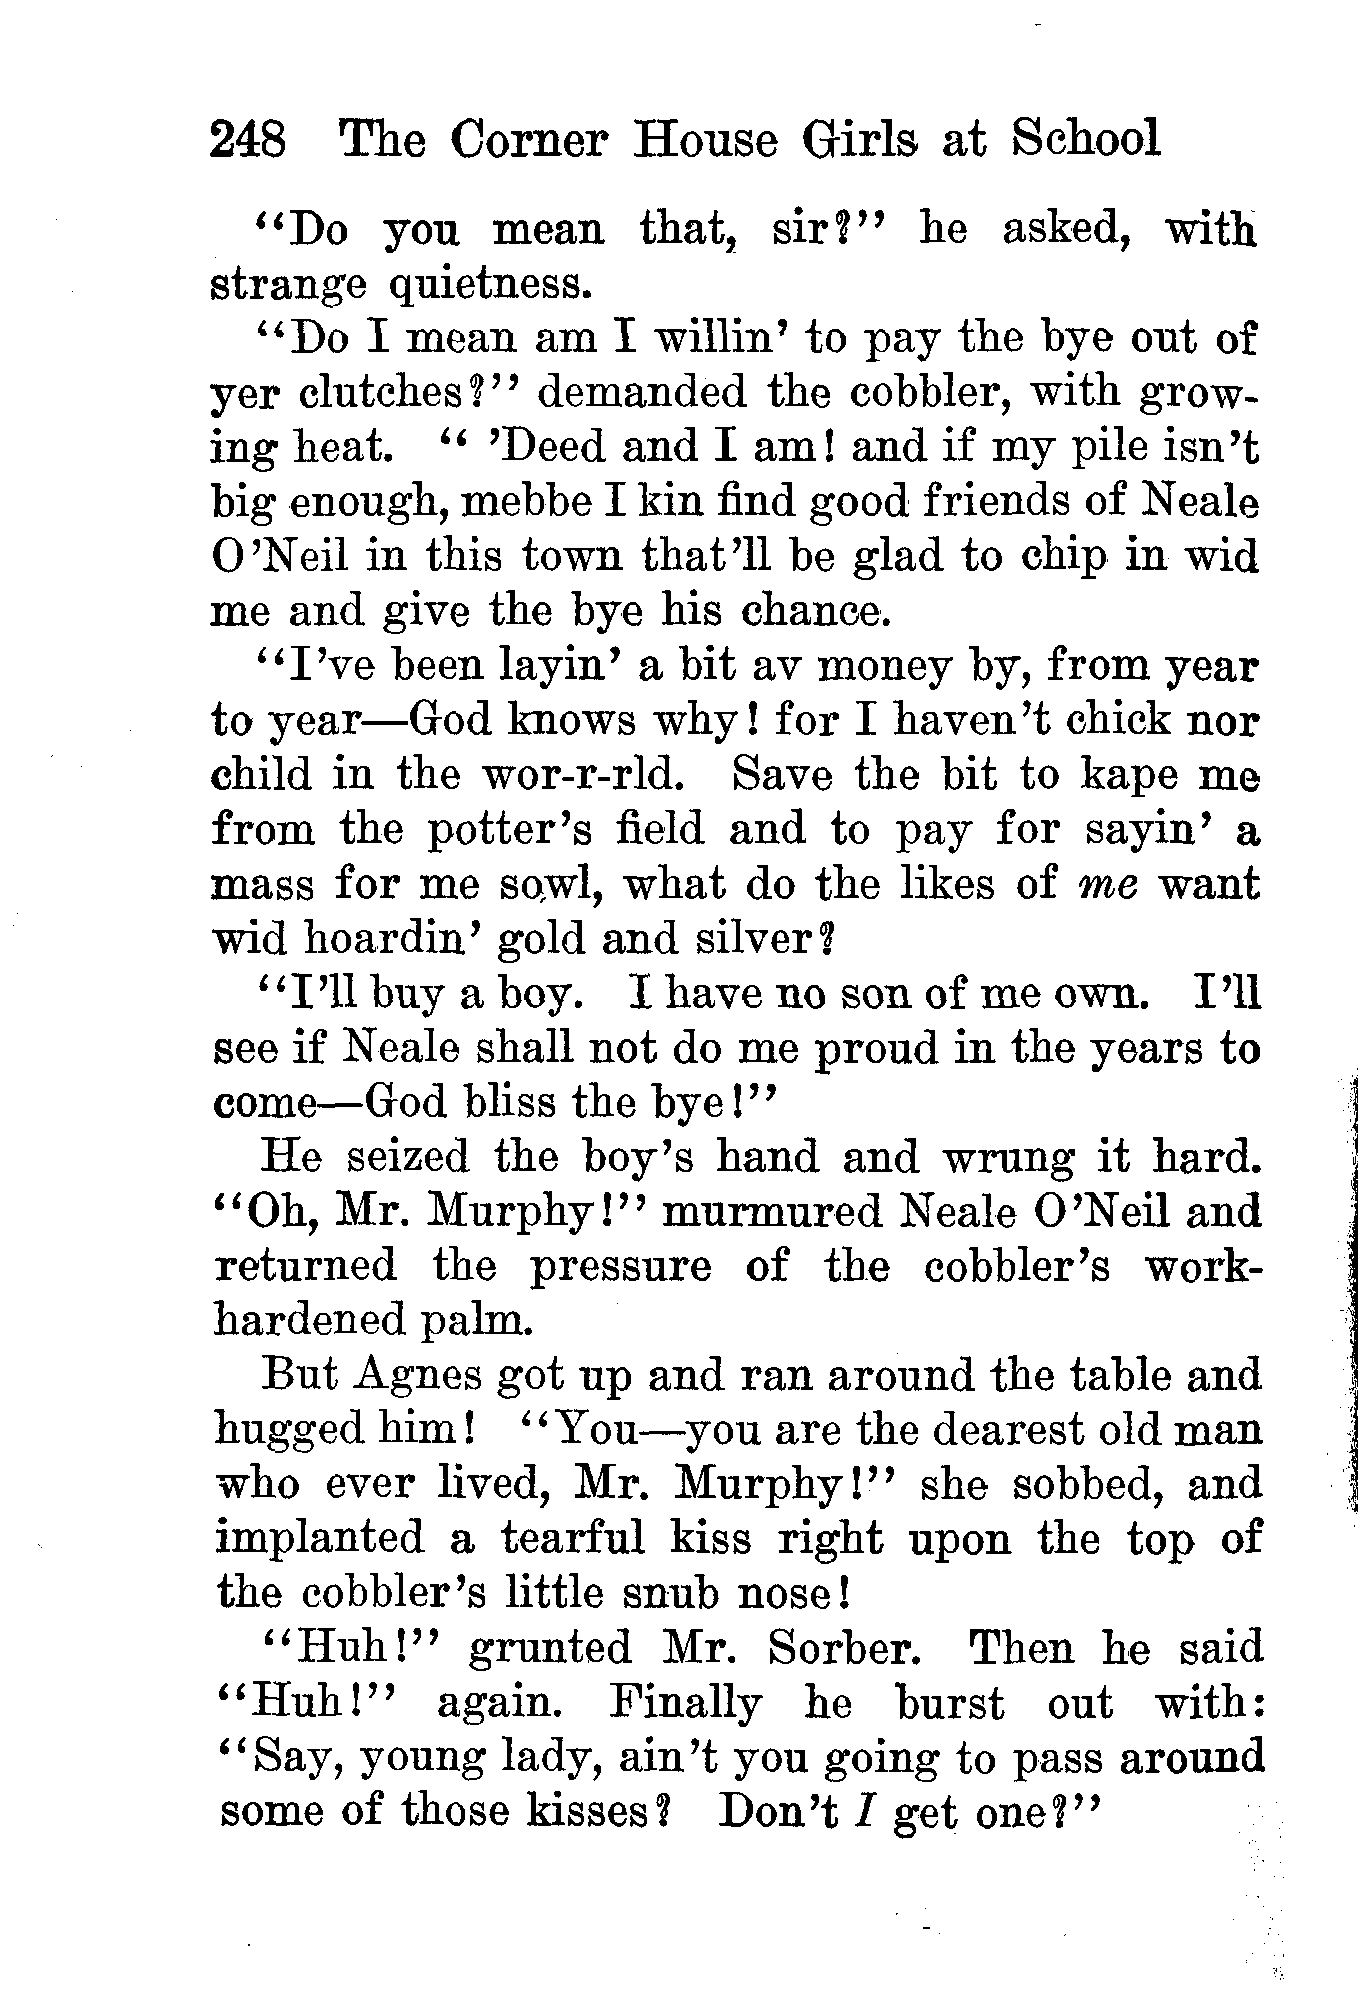 248 The Corner House Girls at School
“Do you mean that, sir?” he asked, with
strange quietness.
“Do I mean am I willin’ to pay the bye out of
yer clutches?” demanded the cobbler, with grow-
ing heat. “ ’Deed and I am! and if my pile isn’t
big enough, mebbe I kin find good friends of Neale
O’Neil in this town that’ll be glad to chip in wid
me and give the bye his chance.
“I’ve been layin’ a bit av money by, from year
to year—God knows why! for I haven’t chick nor
child in the wor-r-rld. Save the bit to kape me
from the potter’s field and to pay for sayin’ a
mass for me sowl, what do the likes of me want
wid hoardin’ gold and silver?
“I’ll buy a boy. I have no son of me own. I’ll
see if Neale shall not do me proud in the years to
come—God bliss the bye!”
He seized the boy’s hand and wrung it hard.
“Oh, Mr. Murphy!” murmured Neale O’Neil and
returned the pressure of the cobbler’s work-
hardened palm.
But Agnes got up and ran around the table and
hugged him! “You—you are the dearest old man
who ever lived, Mr. Murphy!” she sobbed, and
implanted a tearful kiss right upon the top of
the cobbler’s little snub nose!
“Huh!” grunted Mr. Sorber. Then he said
“Huh!” again. Finally he burst out with:
“Say, young lady, ain’t you going to pass around
some of those kisses? Don’t I get one?”